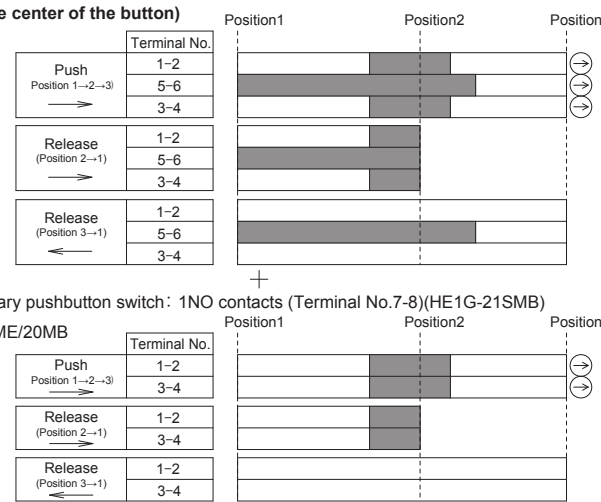 e center of the button)
Position1 Position2 Position
Terminal No.
Push
Position 1→2→3)
1-2
5-6
3-4
Release
(Position 2→1)
1-2
5-6
3-4
Release
(Position 3→1)
1-2
5-6
3-4
ary pushbutton switch: 1NO contacts (Terminal No.7-8)(HE1G-21SMB)
ME/20MB
Position1 Position2 Position
Terminal No.
Push
Position 1→2→3)
1-2
3-4
Release
(Position 2→1)
1-2
3-4
Release
(Position 3→1)
1-2
3-4